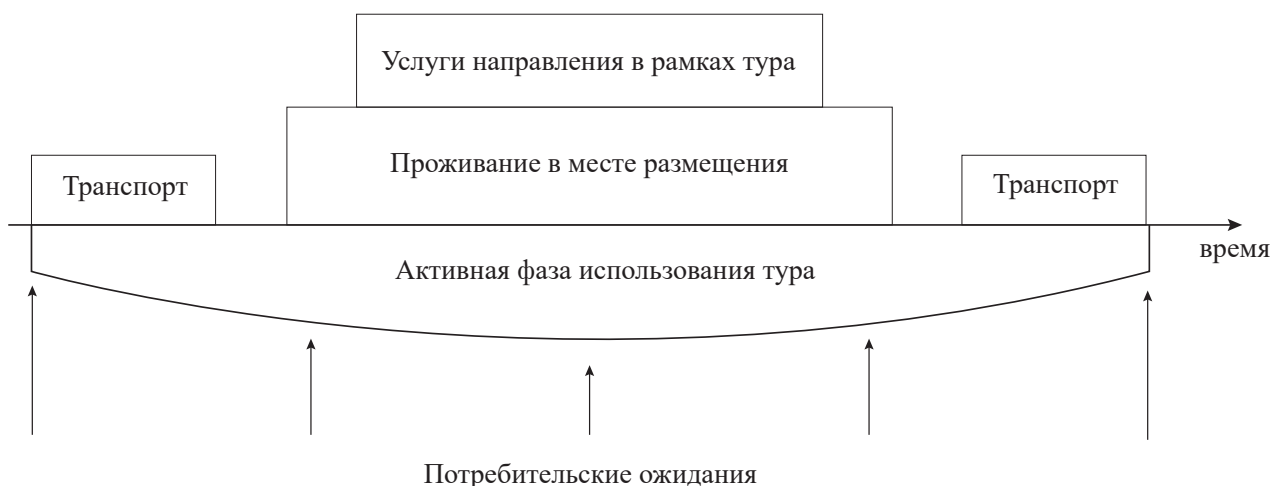 Услуги направления в рамках тура
Проживание в месте размещения
Транспорт
Транспорт
время
Активная фаза использования тура
Потребительские ожидания